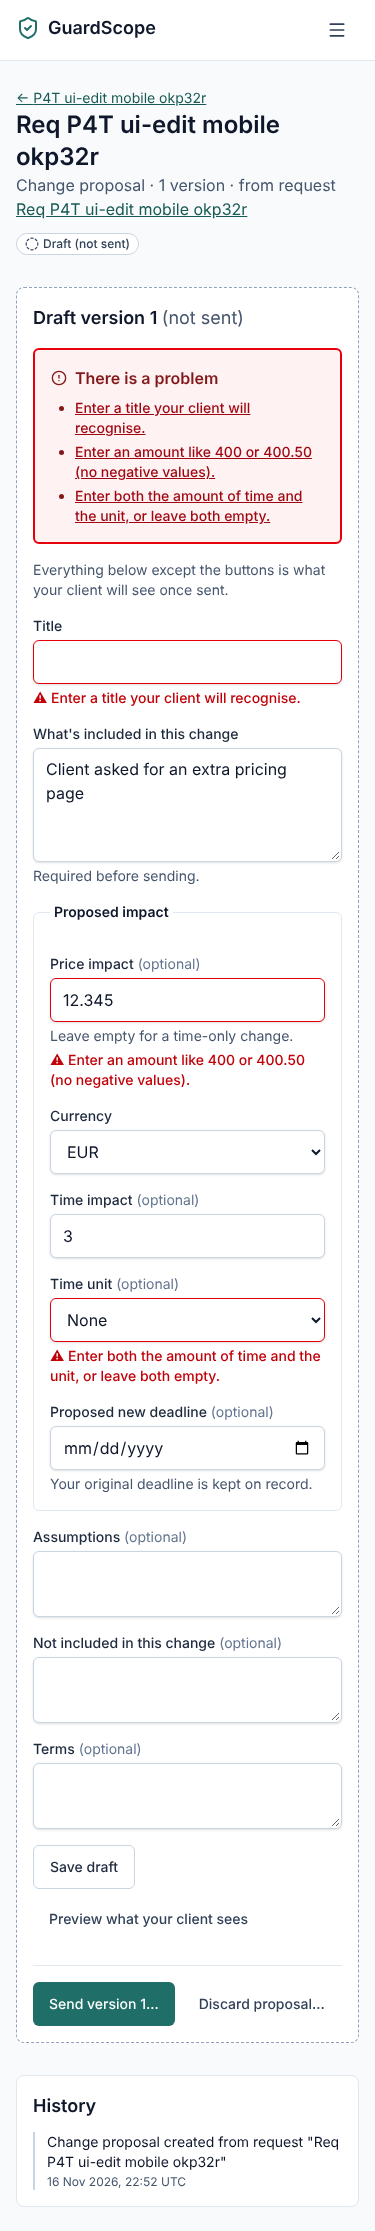 GuardScope
← P4T ui-edit mobile okp32r
Req P4T ui-edit mobile
okp32r
Change proposal · 1 version · from request
Req P4T ui-edit mobile okp32r
Draft (not sent)
Draft version 1 (not sent)
There is a problem
• Enter a title your client will
recognise.
• Enter an amount like 400 or 400.50
(no negative values).
• Enter both the amount of time and
the unit, or leave both empty.
Everything below except the buttons is what
your client will see once sent.
Title
⚠ Enter a title your client will recognise.
What's included in this change
Client asked for an extra pricing
page
Required before sending.
Proposed impact
Price impact (optional)
12.345
Leave empty for a time-only change.
⚠ Enter an amount like 400 or 400.50
(no negative values).
Currency
EUR
Time impact (optional)
3
Time unit (optional)
None
⚠ Enter both the amount of time and the
unit, or leave both empty.
Proposed new deadline (optional)
mm/dd/yyyy
Your original deadline is kept on record.
Assumptions (optional)
Not included in this change (optional)
Terms (optional)
Save draft
Preview what your client sees
Send version 1...
Discard proposal...
History
Change proposal created from request "Req
P4T ui-edit mobile okp32r"
16 Nov 2026, 22:52 UTC